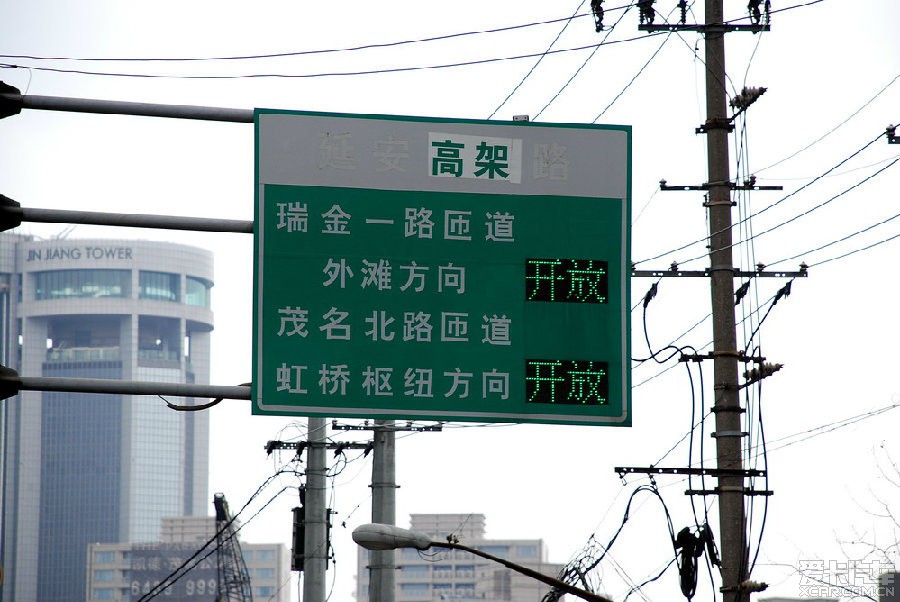 延安高架路
瑞金一路匝道
外滩方向 开放
茂名北路匝道
虹桥枢纽方向 开放
JIN JIANG TOWER
爱卡汽车
XCAR.COM.CN